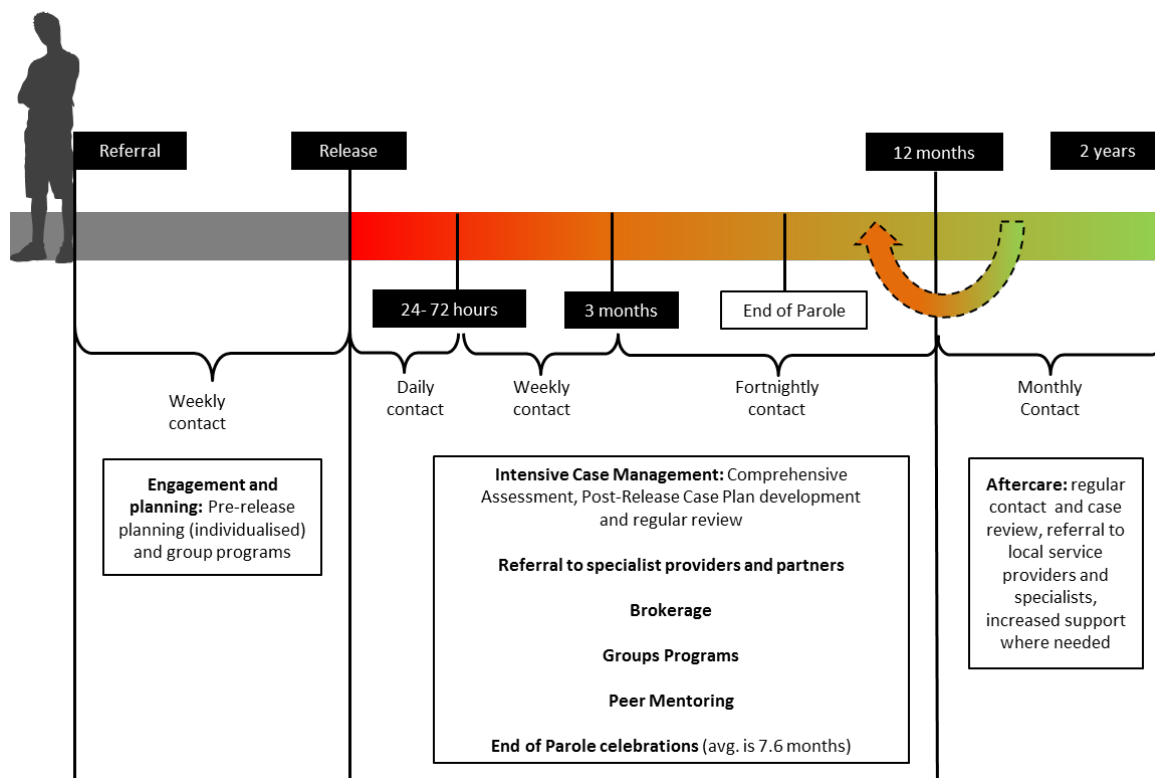 Referral
Release
12 months
2 years
24- 72 hours
3 months
End of Parole
Weekly
contact
Daily
contact
Weekly
contact
Fortnightly
contact
Monthly
Contact
Engagement and
planning: Pre-release
planning (individualised)
and group programs
Intensive Case Management: Comprehensive
Assessment, Post-Release Case Plan development
and regular review
Referral to specialist providers and partners
Brokerage
Groups Programs
Peer Mentoring
End of Parole celebrations (avg. is 7.6 months)
Aftercare: regular
contact and case
review, referral to
local service
providers and
specialists,
increased support
where needed